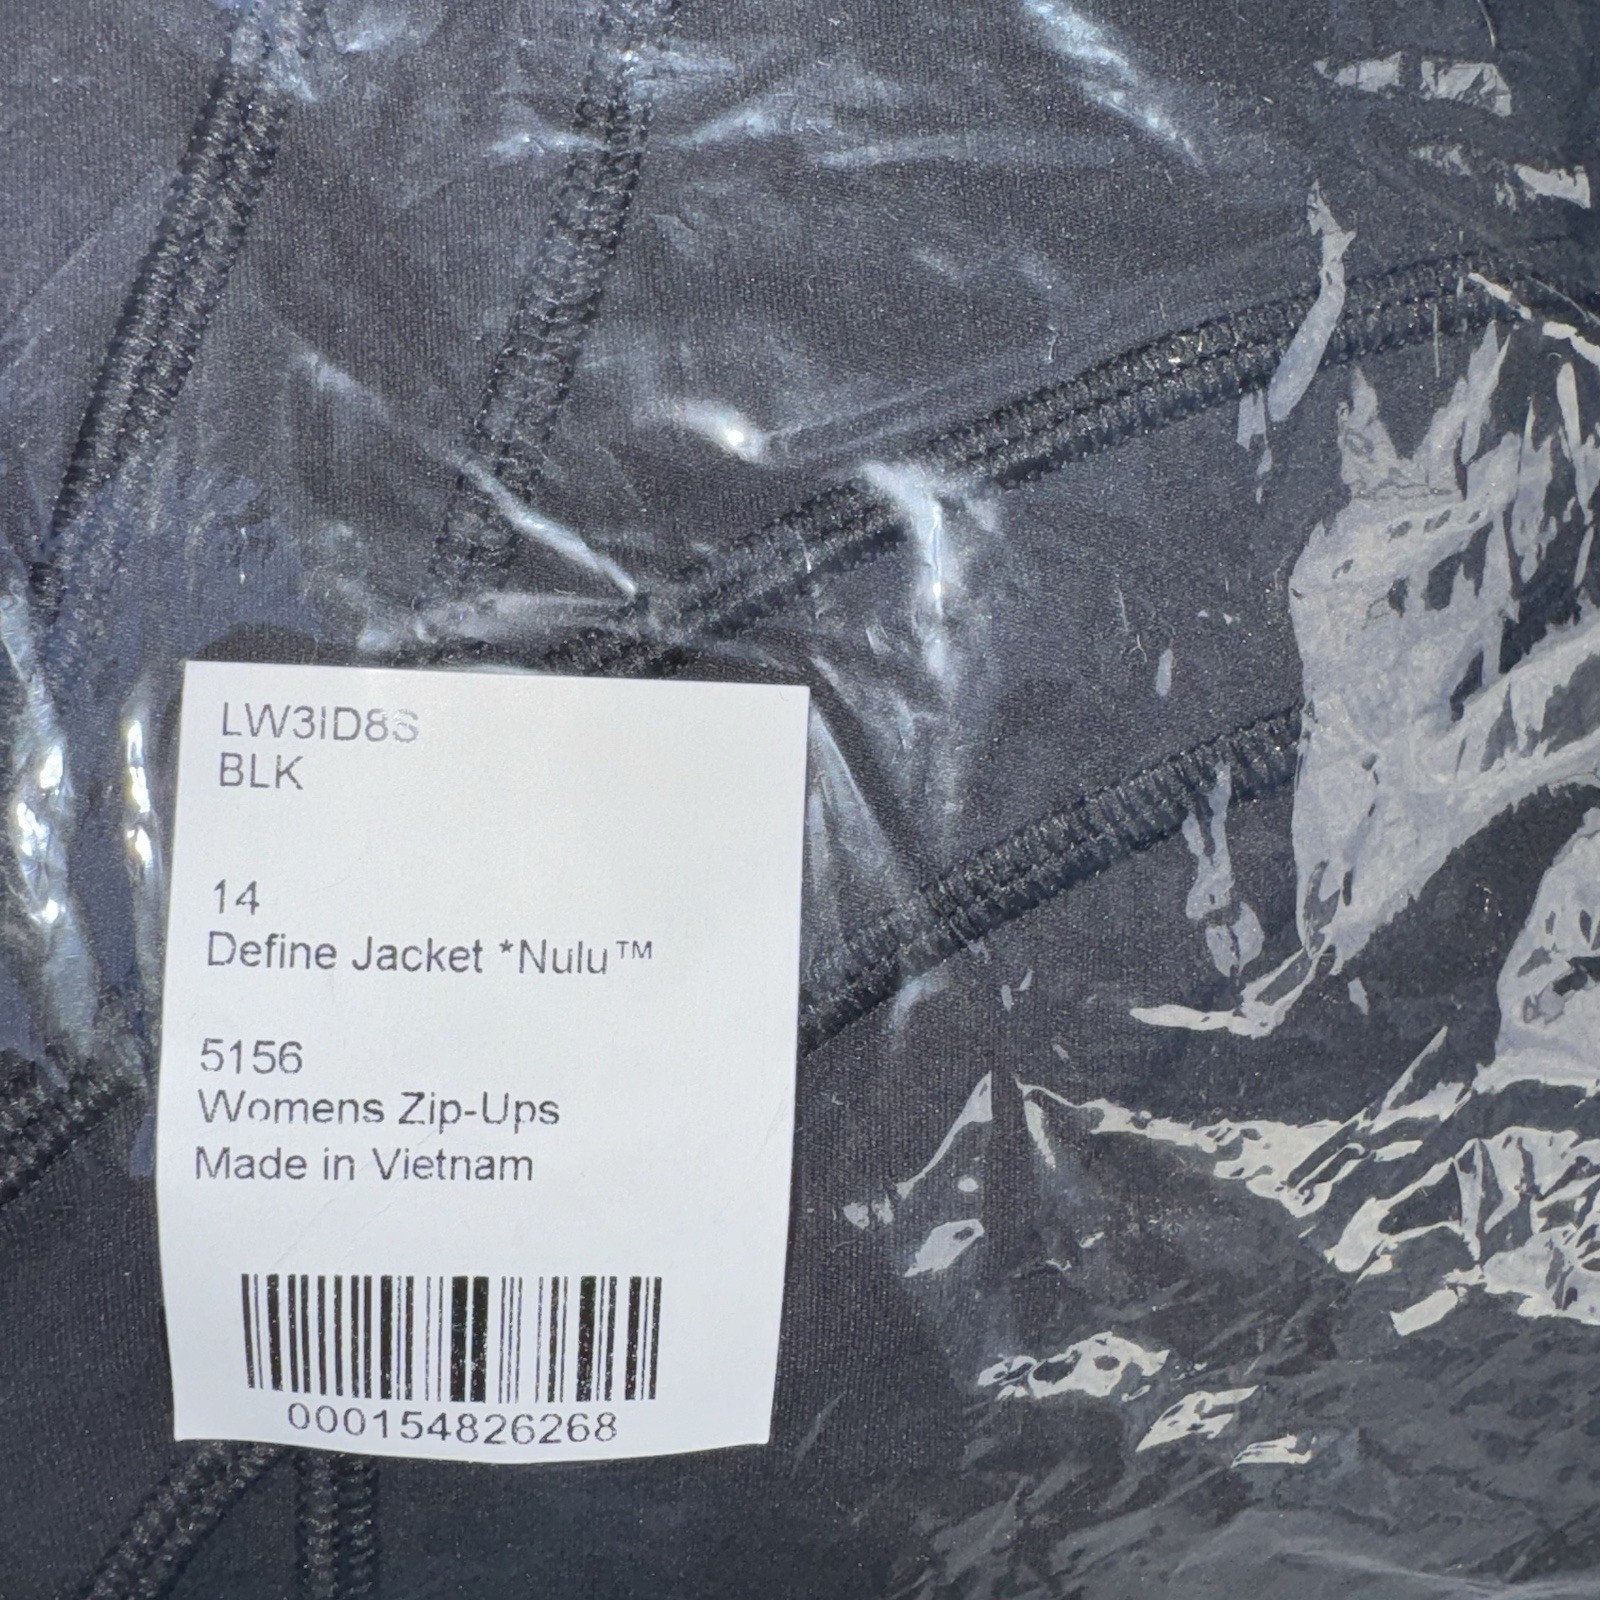 LW3ID8S
BLK
14
Define Jacket *Nulu™
5156
Womens Zip-Ups
Made in Vietnam
000154826268